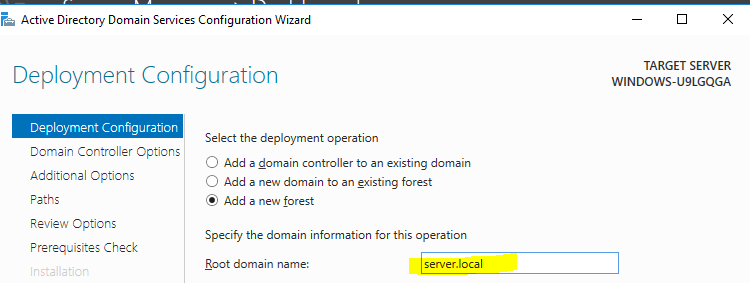 Active Directory Domain Services Configuration Wizard
Deployment Configuration
TARGET SERVER
WINDOWS-U9LGQGA
Deployment Configuration
Domain Controller Options
Additional Options
Paths
Review Options
Prerequisites Check
Installation
Select the deployment operation
Add a domain controller to an existing domain
Add a new domain to an existing forest
Add a new forest
Specify the domain information for this operation
Root domain name: server.local